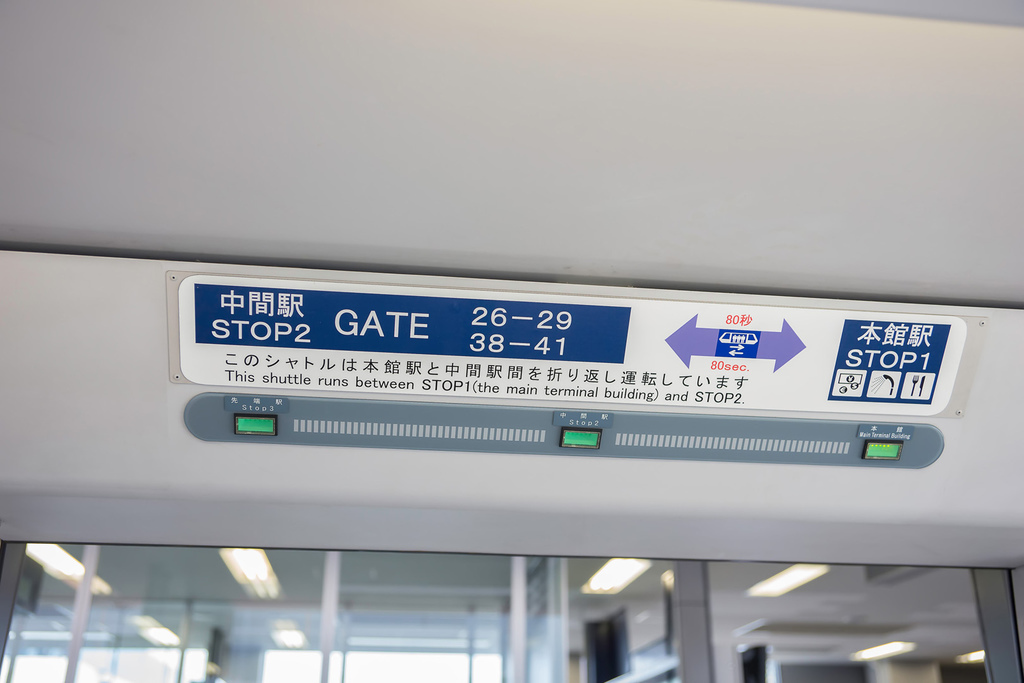 中間駅
STOP2
GATE
26-29
38-41
80秒
80sec.
本館駅
STOP1
このシャトルは本館駅と中間駅間を折り返し運転しています
This shuttle runs between STOP1(the main terminal building) and STOP2.
先端駅
Stop3
中間駅
Stop2
本館
Main Terminal Building